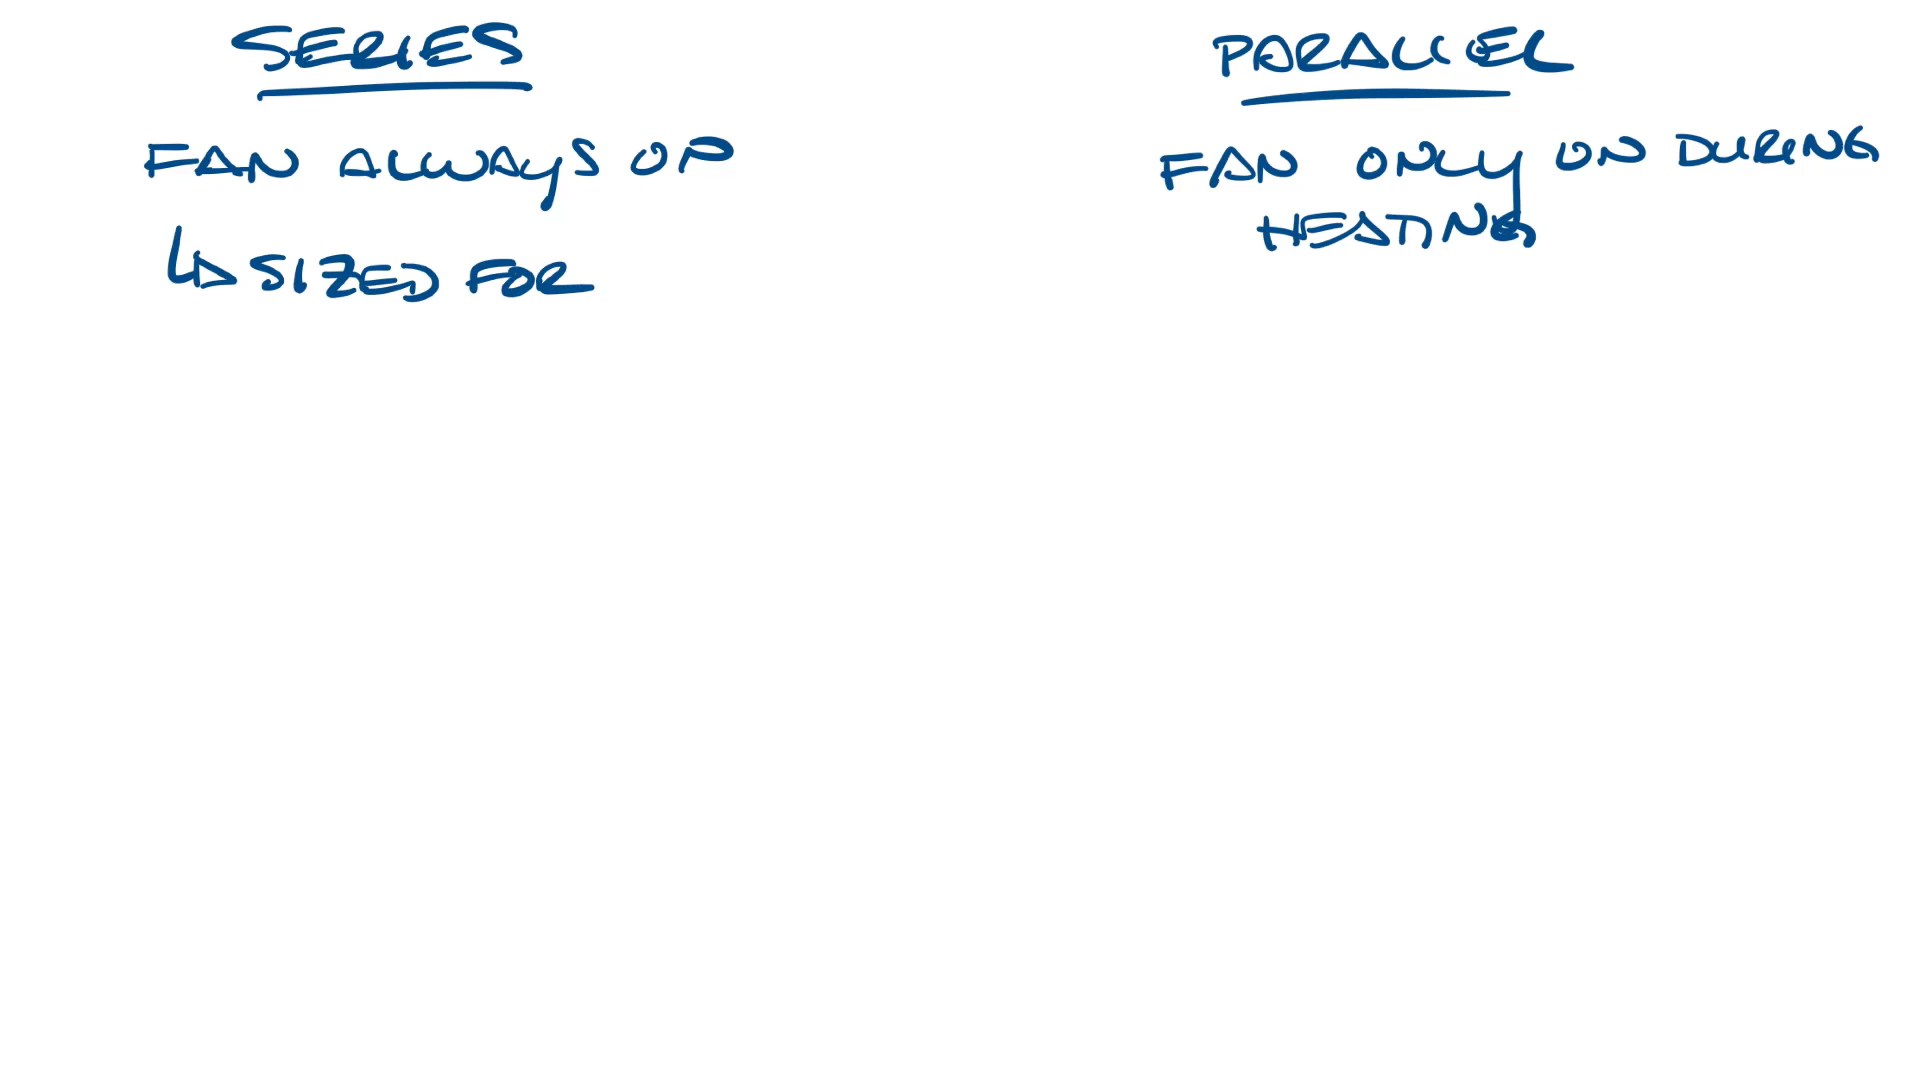 SERIES
FAN ALWAYS ON
↳ SIZED FOR
PARALLEL
FAN ONLY ON DURING
HEATING